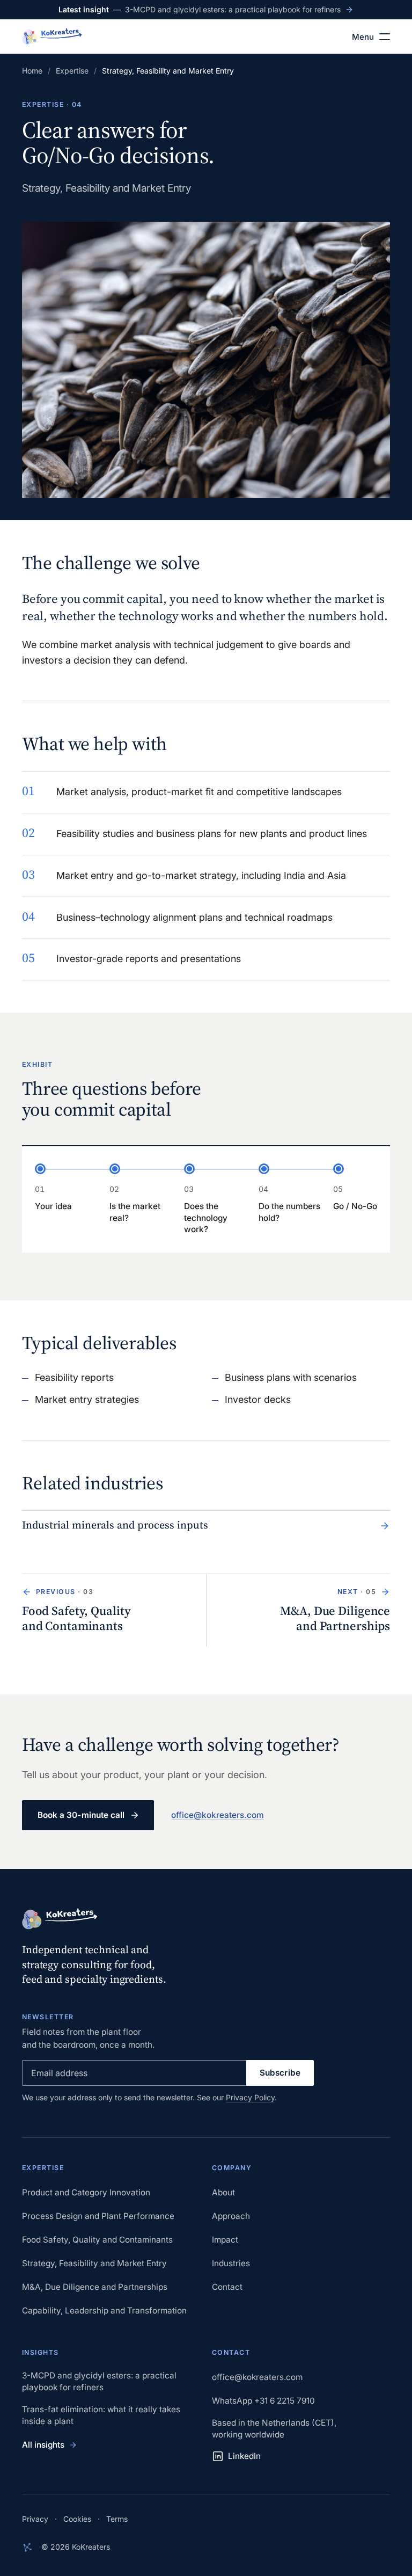 Latest insight — 3-MCPD and glycidyl esters: a practical playbook for refiners →
KoKreaters
Menu
Home / Expertise / Strategy, Feasibility and Market Entry
EXPERTISE · 04
Clear answers for
Go/No-Go decisions.
Strategy, Feasibility and Market Entry
The challenge we solve
Before you commit capital, you need to know whether the market is
real, whether the technology works and whether the numbers hold.
We combine market analysis with technical judgement to give boards and
investors a decision they can defend.
What we help with
01 Market analysis, product-market fit and competitive landscapes
02 Feasibility studies and business plans for new plants and product lines
03 Market entry and go-to-market strategy, including India and Asia
04 Business–technology alignment plans and technical roadmaps
05 Investor-grade reports and presentations
EXHIBIT
Three questions before
you commit capital
01
Your idea
02
Is the market
real?
03
Does the
technology
work?
04
Do the numbers
hold?
05
Go / No-Go
Typical deliverables
— Feasibility reports
— Business plans with scenarios
— Market entry strategies
— Investor decks
Related industries
Industrial minerals and process inputs →
← PREVIOUS · 03
Food Safety, Quality
and Contaminants
NEXT · 05 →
M&A, Due Diligence
and Partnerships
Have a challenge worth solving together?
Tell us about your product, your plant or your decision.
Book a 30-minute call →
office@kokreaters.com
KoKreaters
Independent technical and
strategy consulting for food,
feed and specialty ingredients.
NEWSLETTER
Field notes from the plant floor
and the boardroom, once a month.
Email address
Subscribe
We use your address only to send the newsletter. See our Privacy Policy.
EXPERTISE
Product and Category Innovation
Process Design and Plant Performance
Food Safety, Quality and Contaminants
Strategy, Feasibility and Market Entry
M&A, Due Diligence and Partnerships
Capability, Leadership and Transformation
COMPANY
About
Approach
Impact
Industries
Contact
INSIGHTS
3-MCPD and glycidyl esters: a practical
playbook for refiners
Trans-fat elimination: what it really takes
inside a plant
All insights →
CONTACT
office@kokreaters.com
WhatsApp +31 6 2215 7910
Based in the Netherlands (CET),
working worldwide
LinkedIn
Privacy · Cookies · Terms
© 2026 KoKreaters